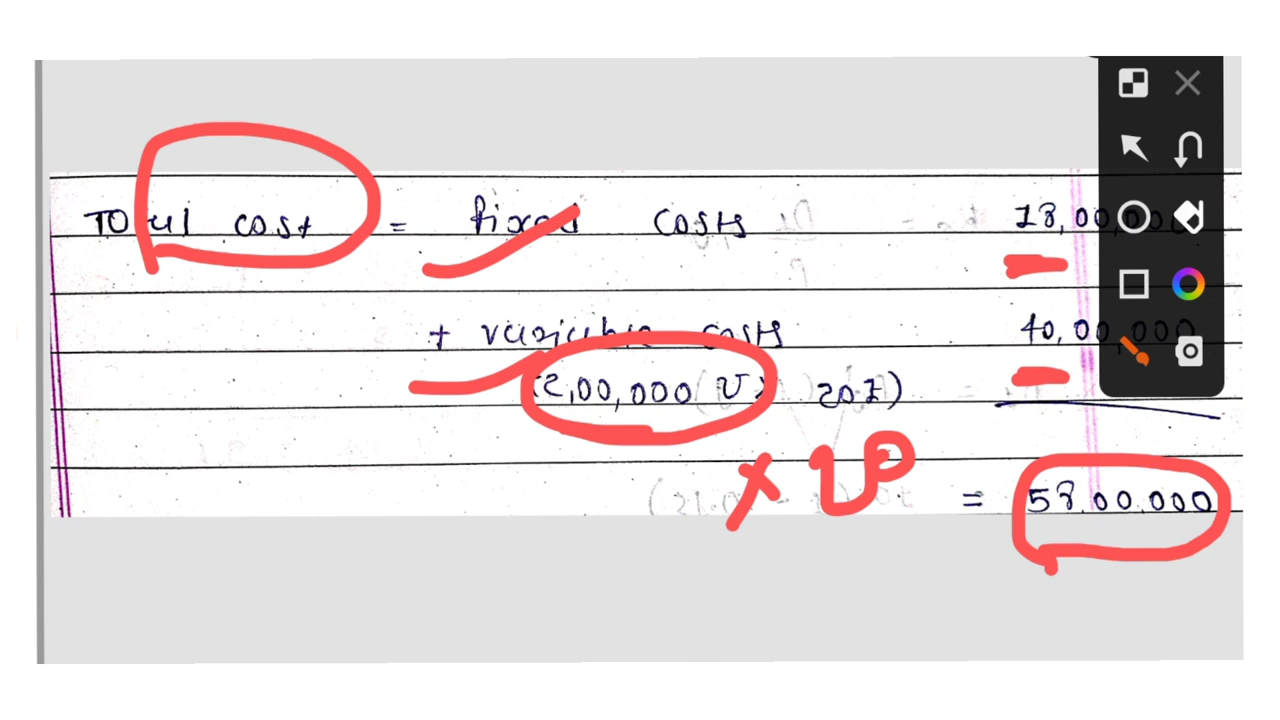 Total cost = fixed costs 18,00,000
+ variable costs 40,00,000
(2,00,000 U × 20₹)
× 20
= 58,00,000